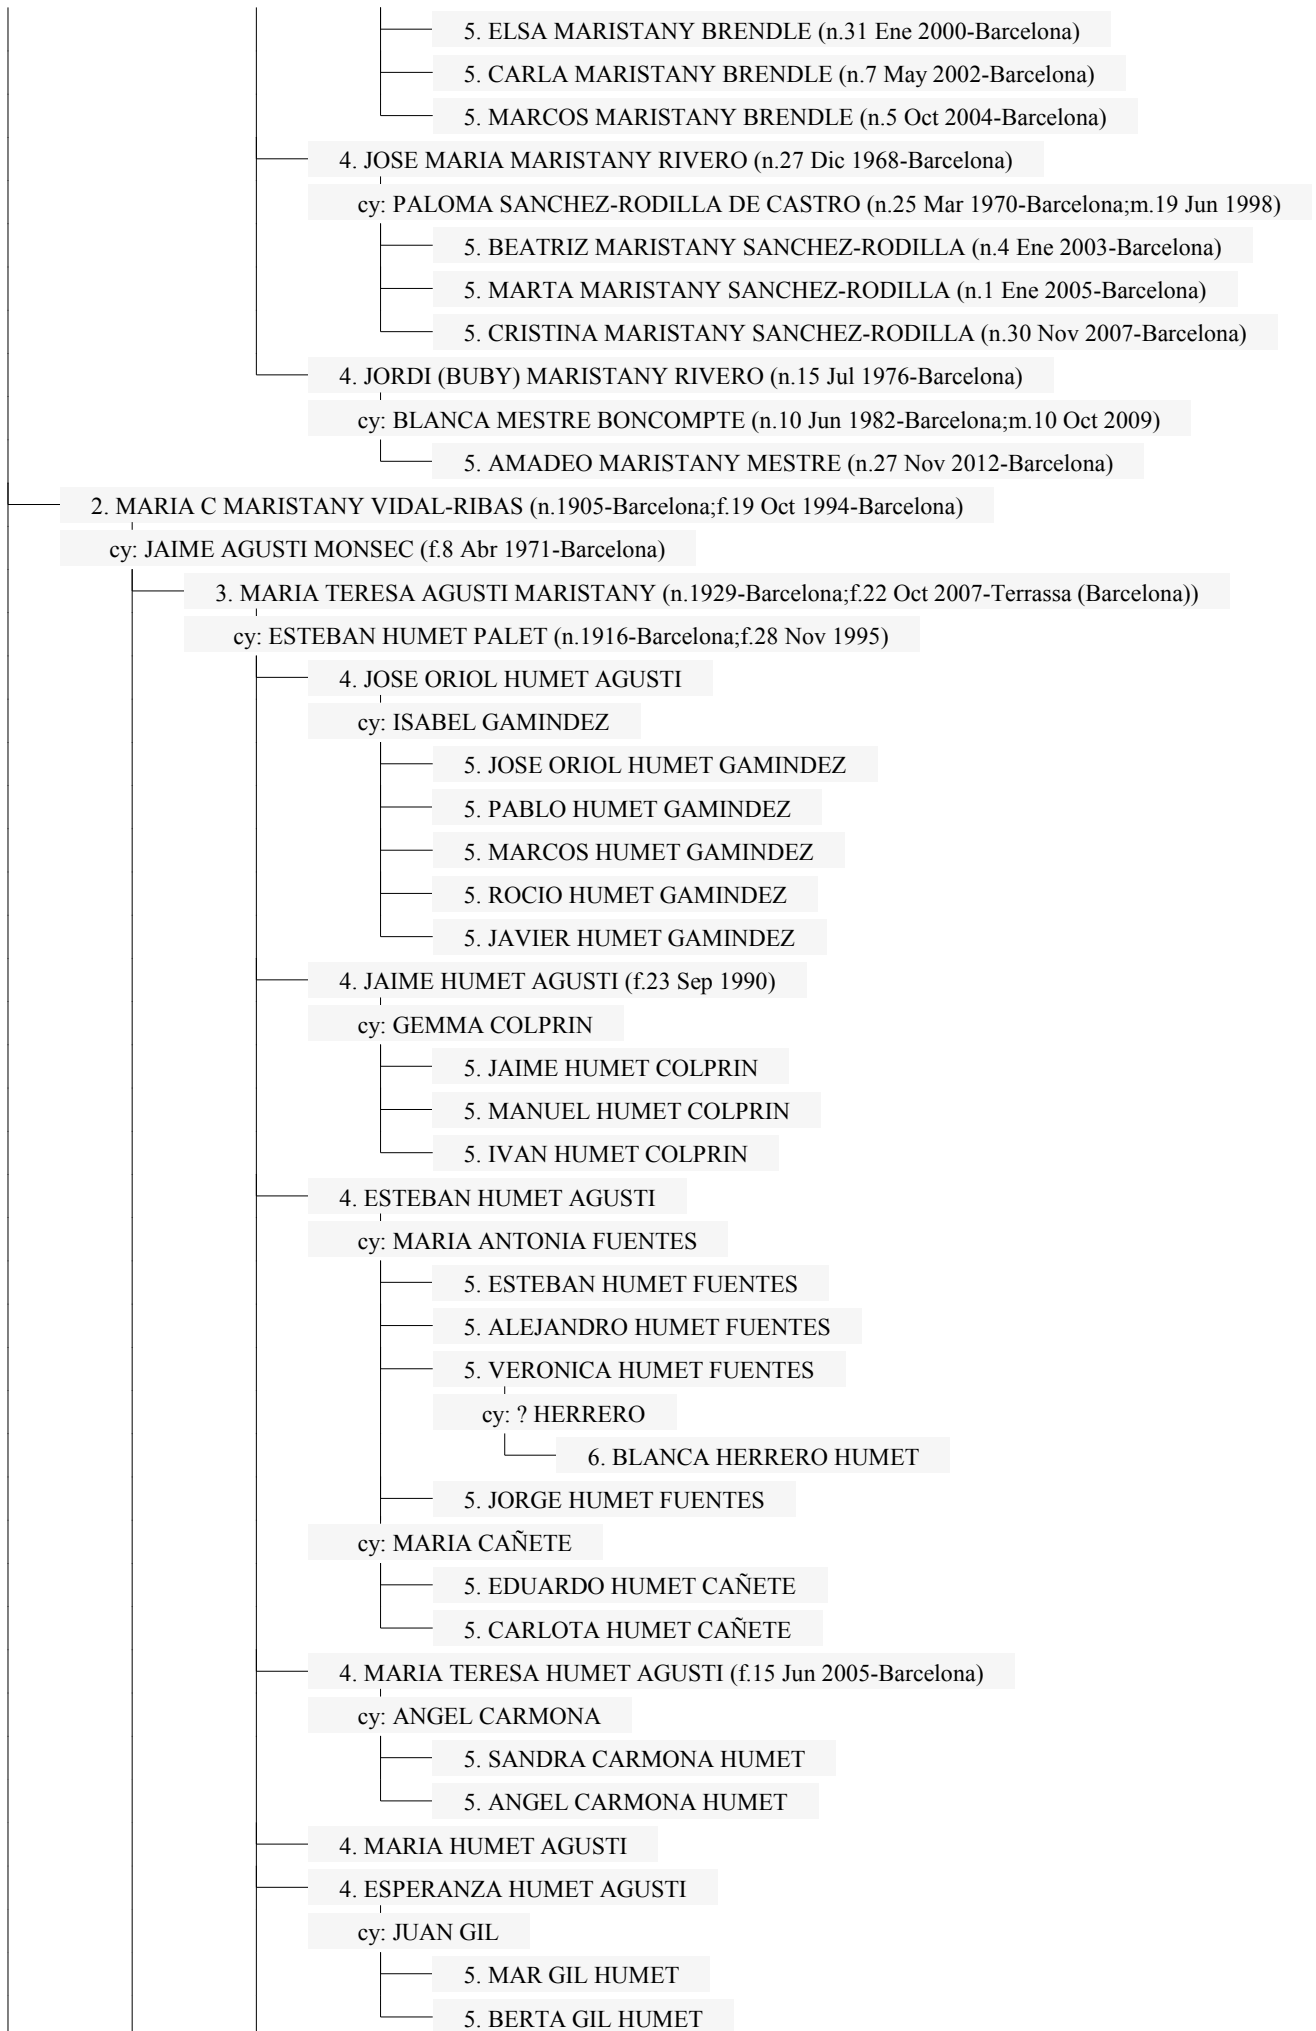 5. ELSA MARISTANY BRENDLE (n.31 Ene 2000-Barcelona)
5. CARLA MARISTANY BRENDLE (n.7 May 2002-Barcelona)
5. MARCOS MARISTANY BRENDLE (n.5 Oct 2004-Barcelona)
4. JOSE MARIA MARISTANY RIVERO (n.27 Dic 1968-Barcelona)
cy: PALOMA SANCHEZ-RODILLA DE CASTRO (n.25 Mar 1970-Barcelona;m.19 Jun 1998)
5. BEATRIZ MARISTANY SANCHEZ-RODILLA (n.4 Ene 2003-Barcelona)
5. MARTA MARISTANY SANCHEZ-RODILLA (n.1 Ene 2005-Barcelona)
5. CRISTINA MARISTANY SANCHEZ-RODILLA (n.30 Nov 2007-Barcelona)
4. JORDI (BUBY) MARISTANY RIVERO (n.15 Jul 1976-Barcelona)
cy: BLANCA MESTRE BONCOMPTE (n.10 Jun 1982-Barcelona;m.10 Oct 2009)
5. AMADEO MARISTANY MESTRE (n.27 Nov 2012-Barcelona)
2. MARIA C MARISTANY VIDAL-RIBAS (n.1905-Barcelona;f.19 Oct 1994-Barcelona)
cy: JAIME AGUSTI MONSEC (f.8 Abr 1971-Barcelona)
3. MARIA TERESA AGUSTI MARISTANY (n.1929-Barcelona;f.22 Oct 2007-Terrassa (Barcelona))
cy: ESTEBAN HUMET PALET (n.1916-Barcelona;f.28 Nov 1995)
4. JOSE ORIOL HUMET AGUSTI
cy: ISABEL GAMINDEZ
5. JOSE ORIOL HUMET GAMINDEZ
5. PABLO HUMET GAMINDEZ
5. MARCOS HUMET GAMINDEZ
5. ROCIO HUMET GAMINDEZ
5. JAVIER HUMET GAMINDEZ
4. JAIME HUMET AGUSTI (f.23 Sep 1990)
cy: GEMMA COLPRIN
5. JAIME HUMET COLPRIN
5. MANUEL HUMET COLPRIN
5. IVAN HUMET COLPRIN
4. ESTEBAN HUMET AGUSTI
cy: MARIA ANTONIA FUENTES
5. ESTEBAN HUMET FUENTES
5. ALEJANDRO HUMET FUENTES
5. VERONICA HUMET FUENTES
cy: ? HERRERO
6. BLANCA HERRERO HUMET
5. JORGE HUMET FUENTES
cy: MARIA CAÑETE
5. EDUARDO HUMET CAÑETE
5. CARLOTA HUMET CAÑETE
4. MARIA TERESA HUMET AGUSTI (f.15 Jun 2005-Barcelona)
cy: ANGEL CARMONA
5. SANDRA CARMONA HUMET
5. ANGEL CARMONA HUMET
4. MARIA HUMET AGUSTI
4. ESPERANZA HUMET AGUSTI
cy: JUAN GIL
5. MAR GIL HUMET
5. BERTA GIL HUMET